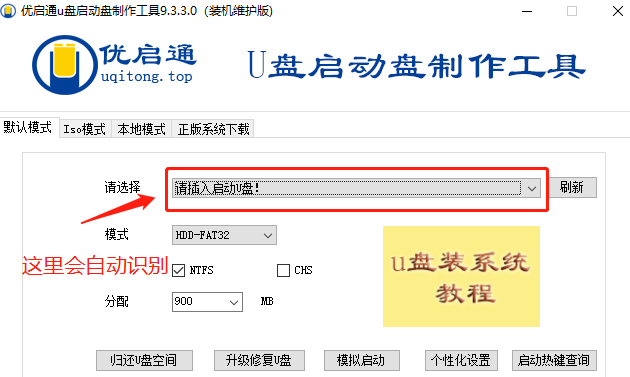 优启通u盘启动盘制作工具9.3.3.0（装机维护版）
优启通
uqitong.top
U盘启动盘制作工具
默认模式 Iso模式 本地模式 正版系统下载
请选择 请插入启动U盘! 刷新
模式 HDD-FAT32
这里会自动识别 NTFS CHS
分配 900 MB
u盘装系统
教程
归还U盘空间 升级修复U盘 模拟启动 个性化设置 启动热键查询